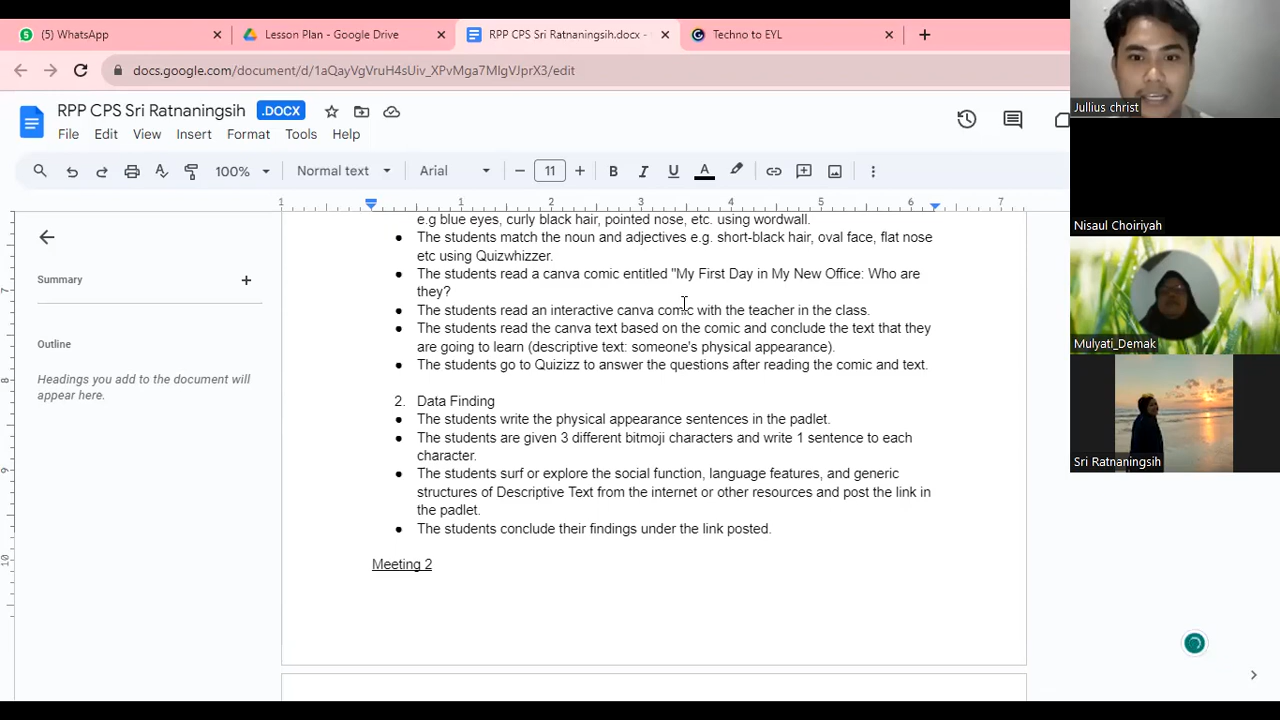 (5) WhatsApp
Lesson Plan - Google Drive
RPP CPS Sri Ratnaningsih.docx -
Techno to EYL
docs.google.com/document/d/1aQayVgVruH4sUiv_XPvMga7MlgVJprX3/edit
RPP CPS Sri Ratnaningsih .DOCX
File Edit View Insert Format Tools Help
100% Normal text Arial 11
1 1 2 3 4 5 6 7
Summary
Outline
Headings you add to the document will
appear here.
e.g blue eyes, curly black hair, pointed nose, etc. using wordwall.
● The students match the noun and adjectives e.g. short-black hair, oval face, flat nose
etc using Quizwhizzer.
● The students read a canva comic entitled "My First Day in My New Office: Who are
they?
● The students read an interactive canva comic with the teacher in the class.
● The students read the canva text based on the comic and conclude the text that they
are going to learn (descriptive text: someone's physical appearance).
● The students go to Quizizz to answer the questions after reading the comic and text.
2. Data Finding
● The students write the physical appearance sentences in the padlet.
● The students are given 3 different bitmoji characters and write 1 sentence to each
character.
● The students surf or explore the social function, language features, and generic
structures of Descriptive Text from the internet or other resources and post the link in
the padlet.
● The students conclude their findings under the link posted.
Meeting 2
8
9
10
Jullius christ
Nisaul Choiriyah
Mulyati_Demak
Sri Ratnaningsih